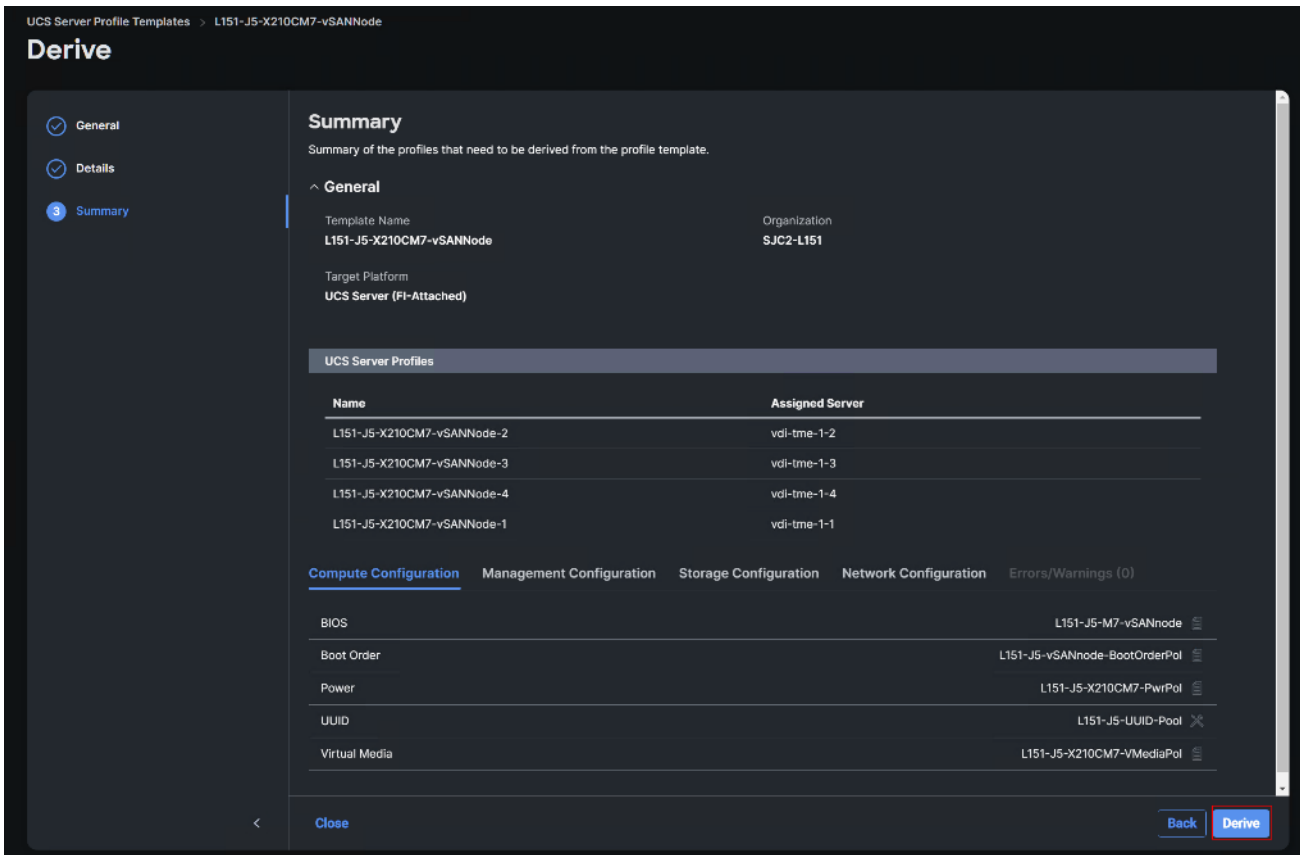 UCS Server Profile Templates > L151-J5-X210CM7-vSANNode
Derive
General
Details
3 Summary
Summary
Summary of the profiles that need to be derived from the profile template.
General
Template Name
L151-J5-X210CM7-vSANNode
Organization
SJC2-L151
Target Platform
UCS Server (FI-Attached)
UCS Server Profiles
Name Assigned Server
L151-J5-X210CM7-vSANNode-2 vdi-tme-1-2
L151-J5-X210CM7-vSANNode-3 vdi-tme-1-3
L151-J5-X210CM7-vSANNode-4 vdi-tme-1-4
L151-J5-X210CM7-vSANNode-1 vdi-tme-1-1
Compute Configuration Management Configuration Storage Configuration Network Configuration Errors/Warnings (0)
BIOS L151-J5-M7-vSANnode
Boot Order L151-J5-vSANnode-BootOrderPol
Power L151-J5-X210CM7-PwrPol
UUID L151-J5-UUID-Pool
Virtual Media L151-J5-X210CM7-VMediaPol
Close Back Derive